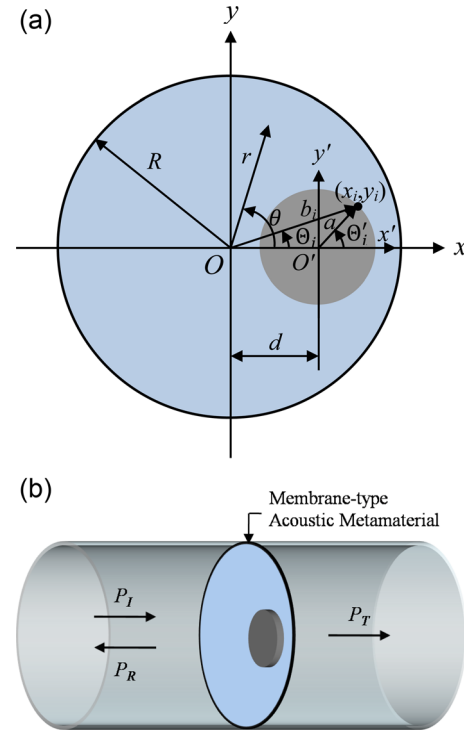 (a)
y
R
r
y′
(x_i,y_i)
θ
b_i
a
Θ_i
Θ′_i
x′
x
O
O′
d
(b)
Membrane-type
Acoustic Metamaterial
P_I
P_T
P_R